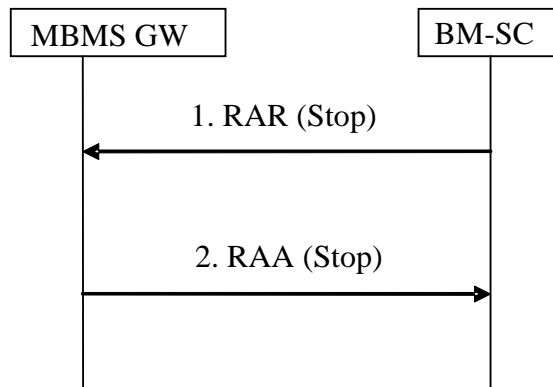 MBMS GW
BM-SC
1. RAR (Stop)
2. RAA (Stop)